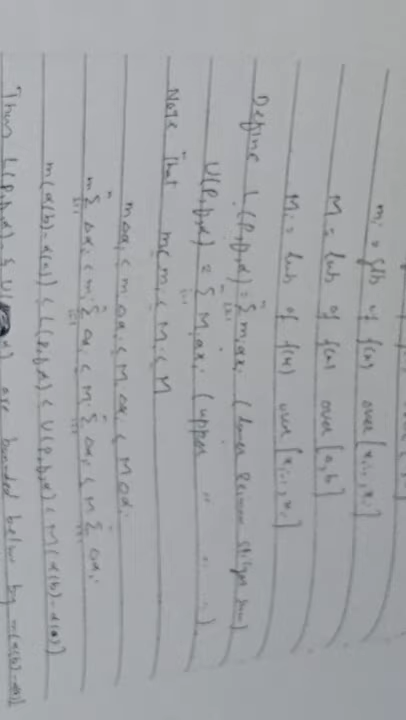 mi = glb of f(x) over [xi-1, xi]
M = lub of f(x) over [a, b]
Mi = lub of f(x) over [xi-1, xi]
Define L(P, f, α) = Σ mi Δαi (Lower Riemann Stieltjes sum)
U(P, f, α) = Σ Mi Δαi (upper " " ")
Note that m ≤ mi ≤ Mi ≤ M
m Δαi ≤ mi Δαi ≤ Mi Δαi ≤ M Δαi
m Σ Δαi ≤ mi Σ Δαi ≤ Mi Σ Δαi ≤ M Σ Δαi
m(α(b)-α(a)) ≤ L(P, f, α) ≤ U(P, f, α) ≤ M(α(b)-α(a))
Then L(P, f, α) & U( α) are bounded below by m(α(b)-α(a))